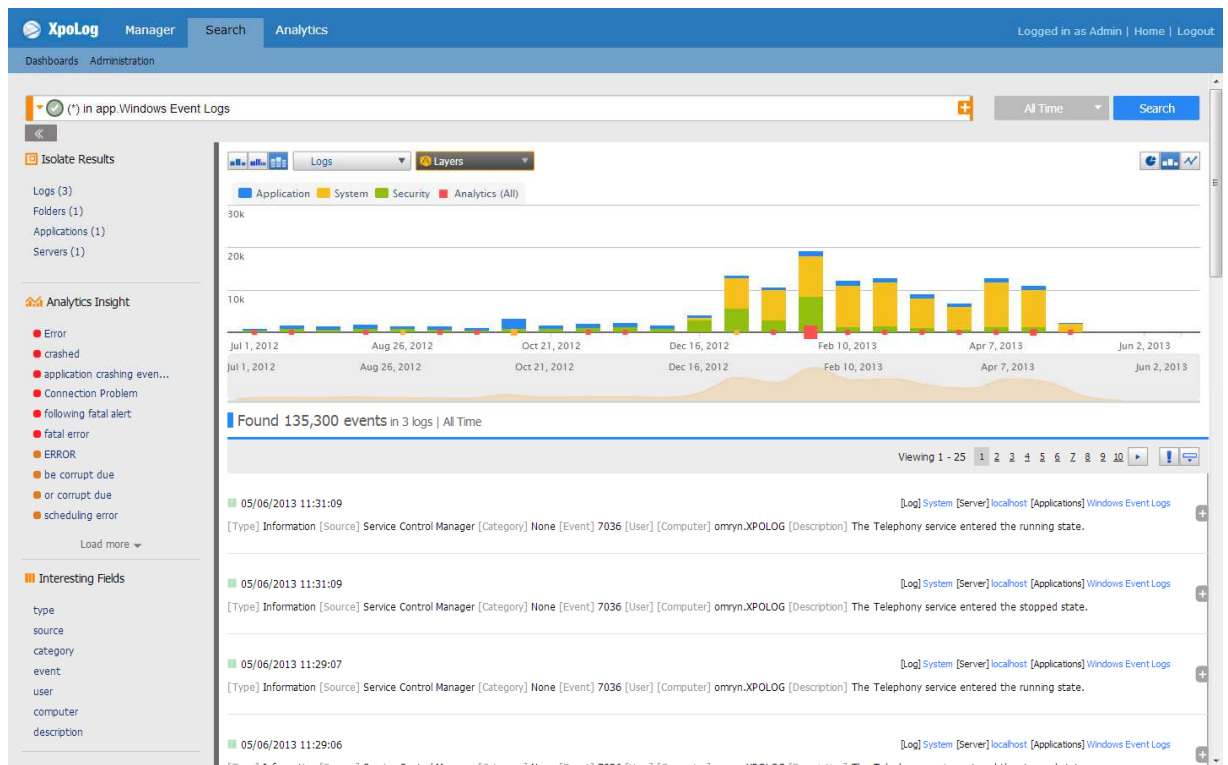 XpoLog Manager Search Analytics Logged in as Admin | Home | Logout
Dashboards Administration
(*) in app.Windows Event Logs All Time Search
Isolate Results
Logs (3)
Folders (1)
Applications (1)
Servers (1)
Analytics Insight
Error
crashed
application crashing even...
Connection Problem
following fatal alert
fatal error
ERROR
be corrupt due
or corrupt due
scheduling error
Load more
Interesting Fields
type
source
category
event
user
computer
description
Logs Layers
Application System Security Analytics (All)
30k
20k
10k
Jul 1, 2012 Aug 26, 2012 Oct 21, 2012 Dec 16, 2012 Feb 10, 2013 Apr 7, 2013 Jun 2, 2013
Jul 1, 2012 Aug 26, 2012 Oct 21, 2012 Dec 16, 2012 Feb 10, 2013 Apr 7, 2013 Jun 2, 2013
Found 135,300 events in 3 logs | All Time
Viewing 1 - 25 1 2 3 4 5 6 7 8 9 10
05/06/2013 11:31:09 [Log] System [Server] localhost [Applications] Windows Event Logs
[Type] Information [Source] Service Control Manager [Category] None [Event] 7036 [User] [Computer] omryn.XPOLOG [Description] The Telephony service entered the running state.
05/06/2013 11:31:09 [Log] System [Server] localhost [Applications] Windows Event Logs
[Type] Information [Source] Service Control Manager [Category] None [Event] 7036 [User] [Computer] omryn.XPOLOG [Description] The Telephony service entered the stopped state.
05/06/2013 11:29:07 [Log] System [Server] localhost [Applications] Windows Event Logs
[Type] Information [Source] Service Control Manager [Category] None [Event] 7036 [User] [Computer] omryn.XPOLOG [Description] The Telephony service entered the running state.
05/06/2013 11:29:06 [Log] System [Server] localhost [Applications] Windows Event Logs